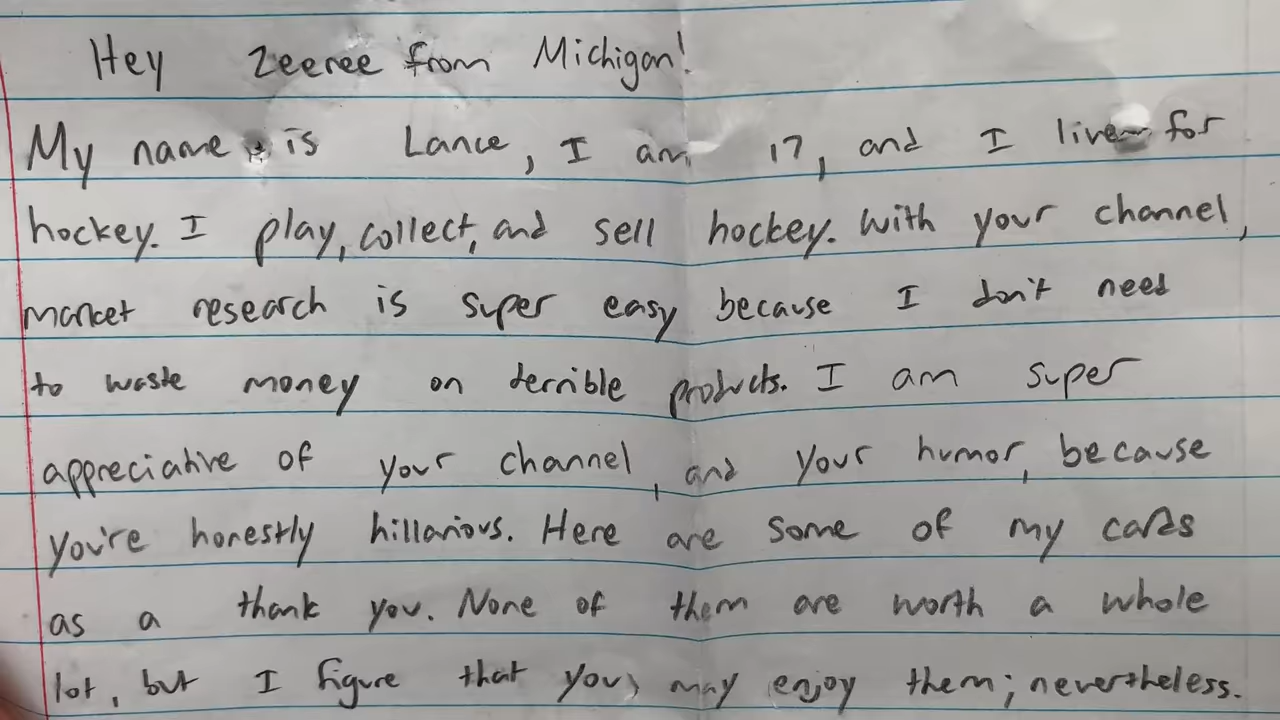 Hey Zeeree from Michigan!
My name is Lance, I am 17, and I live for
hockey. I play, collect, and sell hockey. With your channel,
market research is super easy because I don't need
to waste money on terrible products. I am super
appreciative of your channel, and your humor, because
you're honestly hillarious. Here are some of my cards
as a thank you. None of them are worth a whole
lot, but I figure that you, may enjoy them; nevertheless.